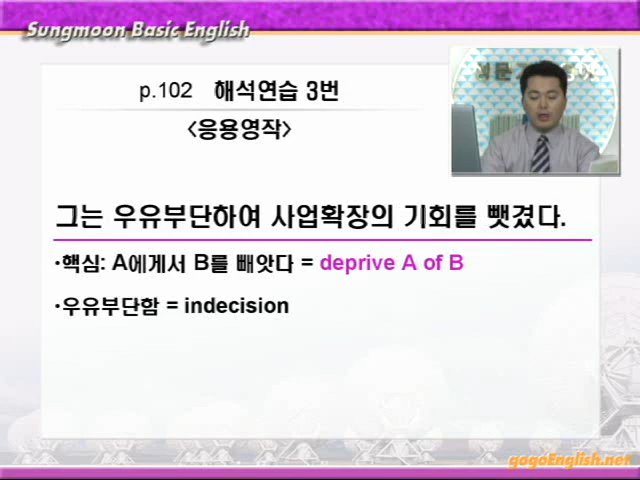 Sungmoon Basic English
p.102 해석연습 3번
<응용영작>
그는 우유부단하여 사업확장의 기회를 뺏겼다.
·핵심: A에게서 B를 빼앗다 = deprive A of B
·우유부단함 = indecision
gogoEnglish.net